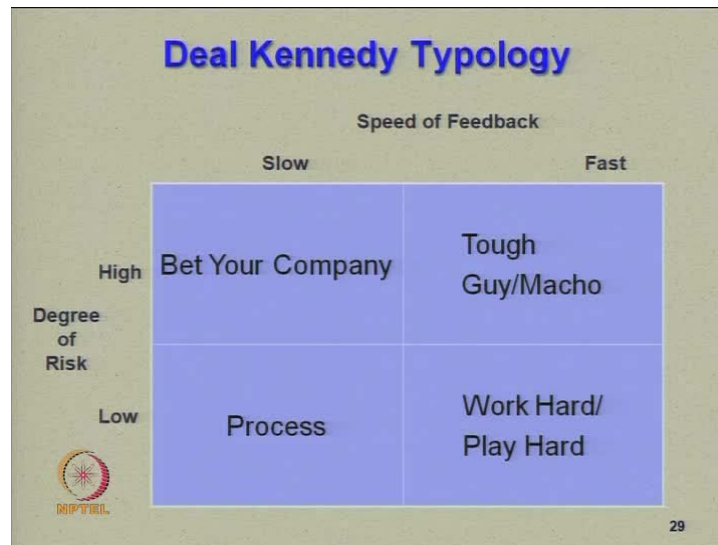 Deal Kennedy Typology
Speed of Feedback
Slow Fast
High
Bet Your Company
Tough
Guy/Macho
Degree
of
Risk
Low
Process
Work Hard/
Play Hard
NPTEL
29